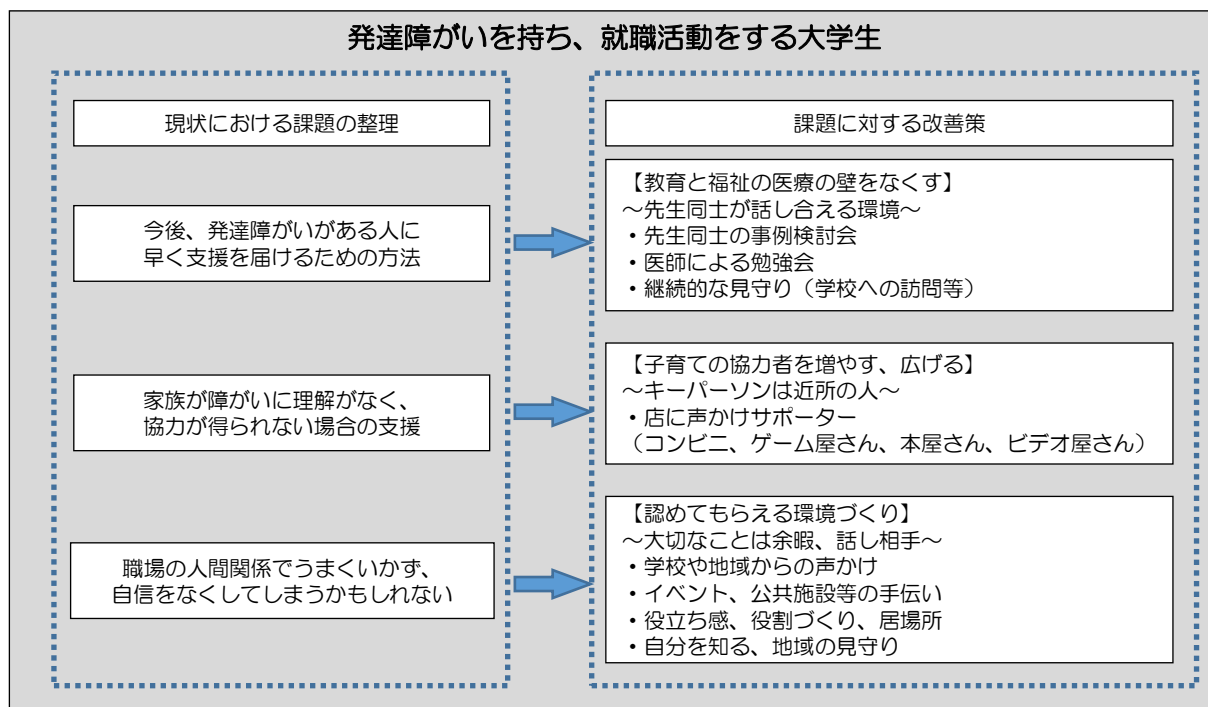 発達障がいを持ち、就職活動をする大学生
現状における課題の整理
課題に対する改善策
今後、発達障がいがある人に
早く支援を届けるための方法
【教育と福祉の医療の壁をなくす】
～先生同士が話し合える環境～
・先生同士の事例検討会
・医師による勉強会
・継続的な見守り（学校への訪問等）
家族が障がいに理解がなく、
協力が得られない場合の支援
【子育ての協力者を増やす、広げる】
～キーパーソンは近所の人～
・店に声かけサポーター
（コンビニ、ゲーム屋さん、本屋さん、ビデオ屋さん）
職場の人間関係でうまくいかず、
自信をなくしてしまうかもしれない
【認めてもらえる環境づくり】
～大切なことは余暇、話し相手～
・学校や地域からの声かけ
・イベント、公共施設等の手伝い
・役立ち感、役割づくり、居場所
・自分を知る、地域の見守り